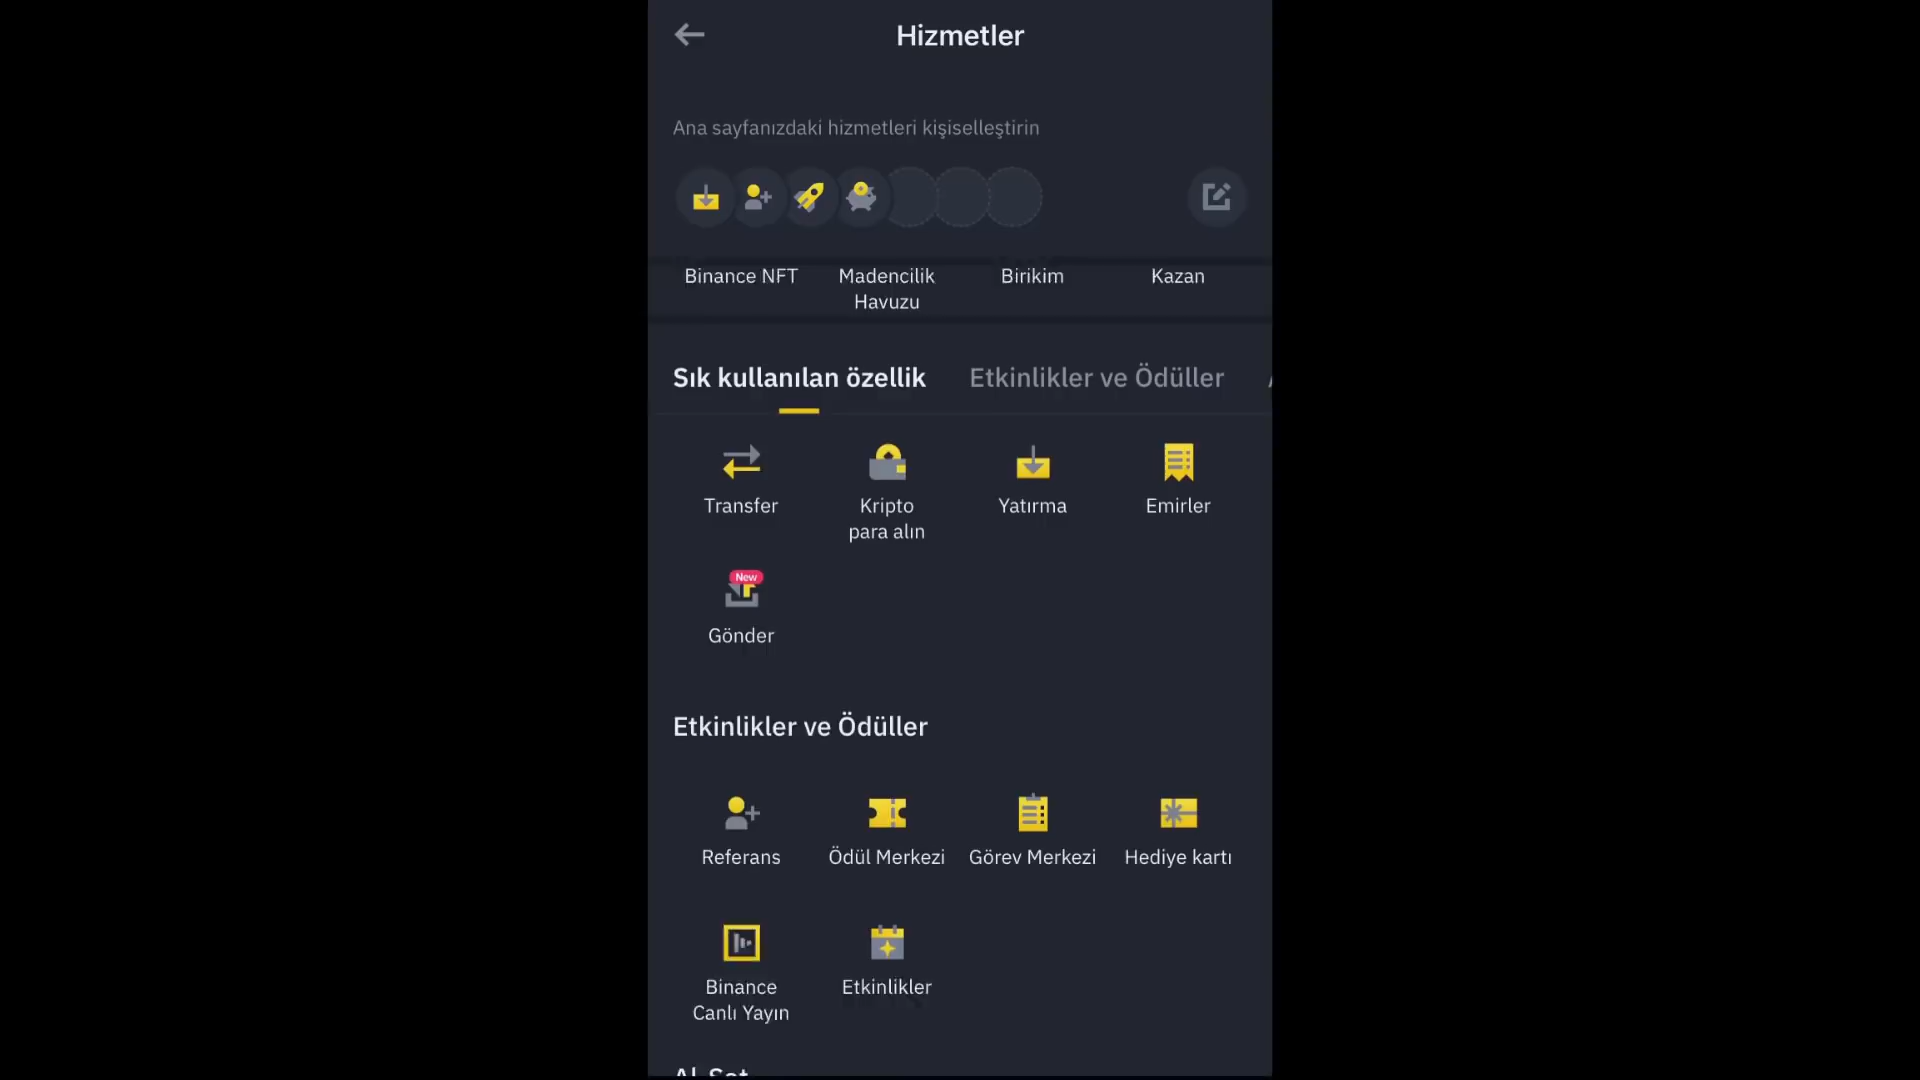 Hizmetler
Ana sayfanızdaki hizmetleri kişiselleştirin
Binance NFT
Madencilik
Havuzu
Birikim
Kazan
Sık kullanılan özellik
Etkinlikler ve Ödüller
Transfer
Kripto
para alın
Yatırma
Emirler
New
Gönder
Etkinlikler ve Ödüller
Referans
Ödül Merkezi
Görev Merkezi
Hediye kartı
Binance
Canlı Yayın
Etkinlikler